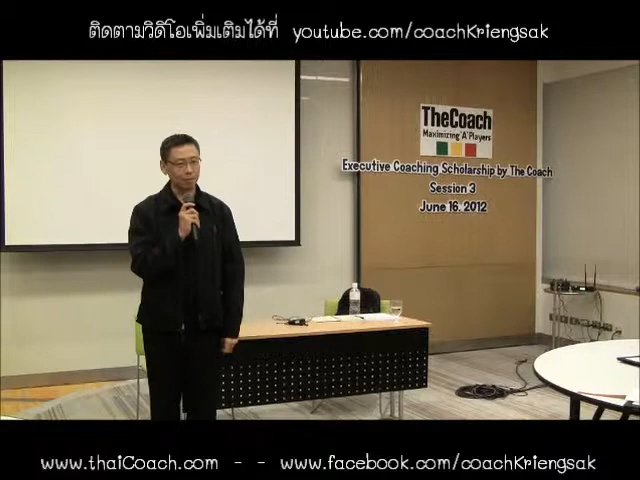 ติดตามวิดิโอเพิ่มเติมได้ที่ youtube.com/coachKriengsak
TheCoach
Maximizing 'A' Players
Executive Coaching Scholarship by The Coach
Session 3
June 16, 2012
www.thaiCoach.com - - www.facebook.com/coachKriengsak